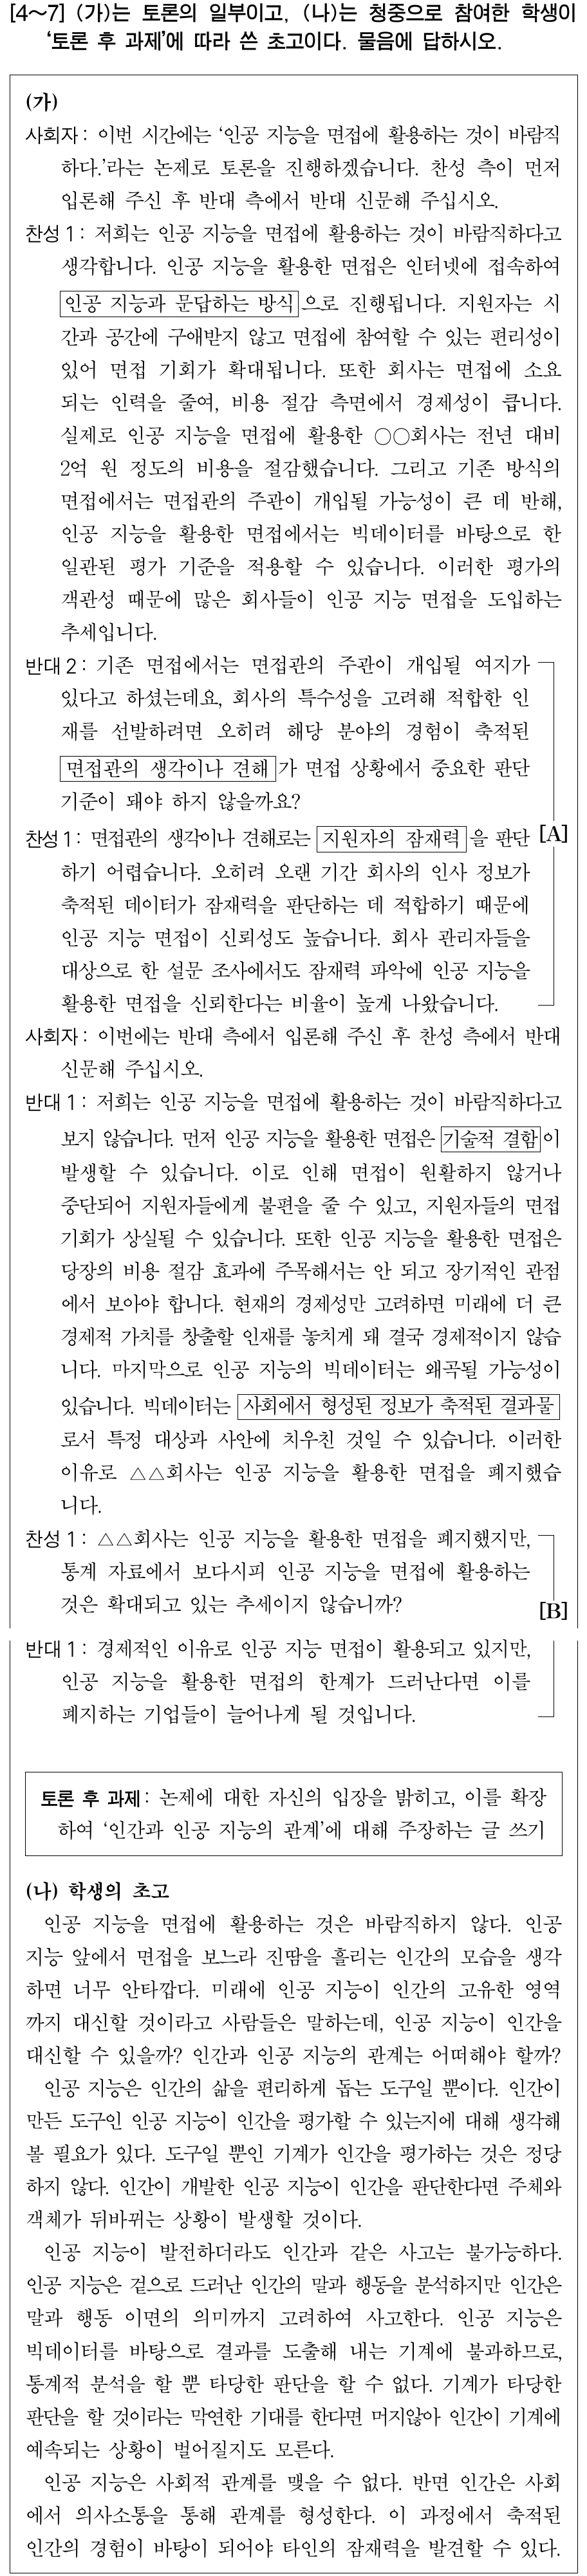 [4~7] (가)는 토론의 일부이고, (나)는 청중으로 참여한 학생이
'토론 후 과제'에 따라 쓴 초고이다. 물음에 답하시오.
(가)
사회자: 이번 시간에는 '인공 지능을 면접에 활용하는 것이 바람직
하다.'라는 논제로 토론을 진행하겠습니다. 찬성 측이 먼저
입론해 주신 후 반대 측에서 반대 신문해 주십시오.
찬성 1: 저희는 인공 지능을 면접에 활용하는 것이 바람직하다고
생각합니다. 인공 지능을 활용한 면접은 인터넷에 접속하여
인공 지능과 문답하는 방식으로 진행됩니다. 지원자는 시
간과 공간에 구애받지 않고 면접에 참여할 수 있는 편리성이
있어 면접 기회가 확대됩니다. 또한 회사는 면접에 소요
되는 인력을 줄여, 비용 절감 측면에서 경제성이 큽니다.
실제로 인공 지능을 면접에 활용한 ○○회사는 전년 대비
2억 원 정도의 비용을 절감했습니다. 그리고 기존 방식의
면접에서는 면접관의 주관이 개입될 가능성이 큰 데 반해,
인공 지능을 활용한 면접에서는 빅데이터를 바탕으로 한
일관된 평가 기준을 적용할 수 있습니다. 이러한 평가의
객관성 때문에 많은 회사들이 인공 지능 면접을 도입하는
추세입니다.
반대 2: 기존 면접에서는 면접관의 주관이 개입될 여지가
있다고 하셨는데요, 회사의 특수성을 고려해 적합한 인
재를 선발하려면 오히려 해당 분야의 경험이 축적된
면접관의 생각이나 견해가 면접 상황에서 중요한 판단
기준이 돼야 하지 않을까요?
찬성 1: 면접관의 생각이나 견해로는 지원자의 잠재력을 판단 [A]
하기 어렵습니다. 오히려 오랜 기간 회사의 인사 정보가
축적된 데이터가 잠재력을 판단하는 데 적합하기 때문에
인공 지능 면접이 신뢰성도 높습니다. 회사 관리자들을
대상으로 한 설문 조사에서도 잠재력 파악에 인공 지능을
활용한 면접을 신뢰한다는 비율이 높게 나왔습니다.
사회자: 이번에는 반대 측에서 입론해 주신 후 찬성 측에서 반대
신문해 주십시오.
반대 1: 저희는 인공 지능을 면접에 활용하는 것이 바람직하다고
보지 않습니다. 먼저 인공 지능을 활용한 면접은 기술적 결함이
발생할 수 있습니다. 이로 인해 면접이 원활하지 않거나
중단되어 지원자들에게 불편을 줄 수 있고, 지원자들의 면접
기회가 상실될 수 있습니다. 또한 인공 지능을 활용한 면접은
당장의 비용 절감 효과에 주목해서는 안 되고 장기적인 관점
에서 보아야 합니다. 현재의 경제성만 고려하면 미래에 더 큰
경제적 가치를 창출할 인재를 놓치게 돼 결국 경제적이지 않습
니다. 마지막으로 인공 지능의 빅데이터는 왜곡될 가능성이
있습니다. 빅데이터는 사회에서 형성된 정보가 축적된 결과물
로서 특정 대상과 사안에 치우친 것일 수 있습니다. 이러한
이유로 △△회사는 인공 지능을 활용한 면접을 폐지했습
니다.
찬성 1: △△회사는 인공 지능을 활용한 면접을 폐지했지만,
통계 자료에서 보다시피 인공 지능을 면접에 활용하는
것은 확대되고 있는 추세이지 않습니까?
[B]
반대 1: 경제적인 이유로 인공 지능 면접이 활용되고 있지만,
인공 지능을 활용한 면접의 한계가 드러난다면 이를
폐지하는 기업들이 늘어나게 될 것입니다.
토론 후 과제: 논제에 대한 자신의 입장을 밝히고, 이를 확장
하여 '인간과 인공 지능의 관계'에 대해 주장하는 글 쓰기
(나) 학생의 초고
인공 지능을 면접에 활용하는 것은 바람직하지 않다. 인공
지능 앞에서 면접을 보느라 진땀을 흘리는 인간의 모습을 생각
하면 너무 안타깝다. 미래에 인공 지능이 인간의 고유한 영역
까지 대신할 것이라고 사람들은 말하는데, 인공 지능이 인간을
대신할 수 있을까? 인간과 인공 지능의 관계는 어떠해야 할까?
인공 지능은 인간의 삶을 편리하게 돕는 도구일 뿐이다. 인간이
만든 도구인 인공 지능이 인간을 평가할 수 있는지에 대해 생각해
볼 필요가 있다. 도구일 뿐인 기계가 인간을 평가하는 것은 정당
하지 않다. 인간이 개발한 인공 지능이 인간을 판단한다면 주체와
객체가 뒤바뀌는 상황이 발생할 것이다.
인공 지능이 발전하더라도 인간과 같은 사고는 불가능하다.
인공 지능은 겉으로 드러난 인간의 말과 행동을 분석하지만 인간은
말과 행동 이면의 의미까지 고려하여 사고한다. 인공 지능은
빅데이터를 바탕으로 결과를 도출해 내는 기계에 불과하므로,
통계적 분석을 할 뿐 타당한 판단을 할 수 없다. 기계가 타당한
판단을 할 것이라는 막연한 기대를 한다면 머지않아 인간이 기계에
예속되는 상황이 벌어질지도 모른다.
인공 지능은 사회적 관계를 맺을 수 없다. 반면 인간은 사회
에서 의사소통을 통해 관계를 형성한다. 이 과정에서 축적된
인간의 경험이 바탕이 되어야 타인의 잠재력을 발견할 수 있다.